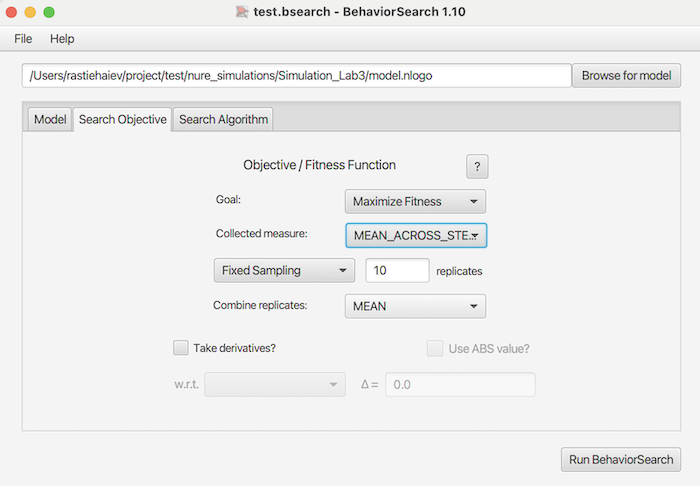 test.bsearch - BehaviorSearch 1.10
File Help
/Users/rastiehaiev/project/test/nure_simulations/Simulation_Lab3/model.nlogo Browse for model
Model Search Objective Search Algorithm
Objective / Fitness Function ?
Goal: Maximize Fitness
Collected measure: MEAN_ACROSS_STE...
Fixed Sampling 10 replicates
Combine replicates: MEAN
Take derivatives? Use ABS value?
w.r.t. Δ = 0.0
Run BehaviorSearch